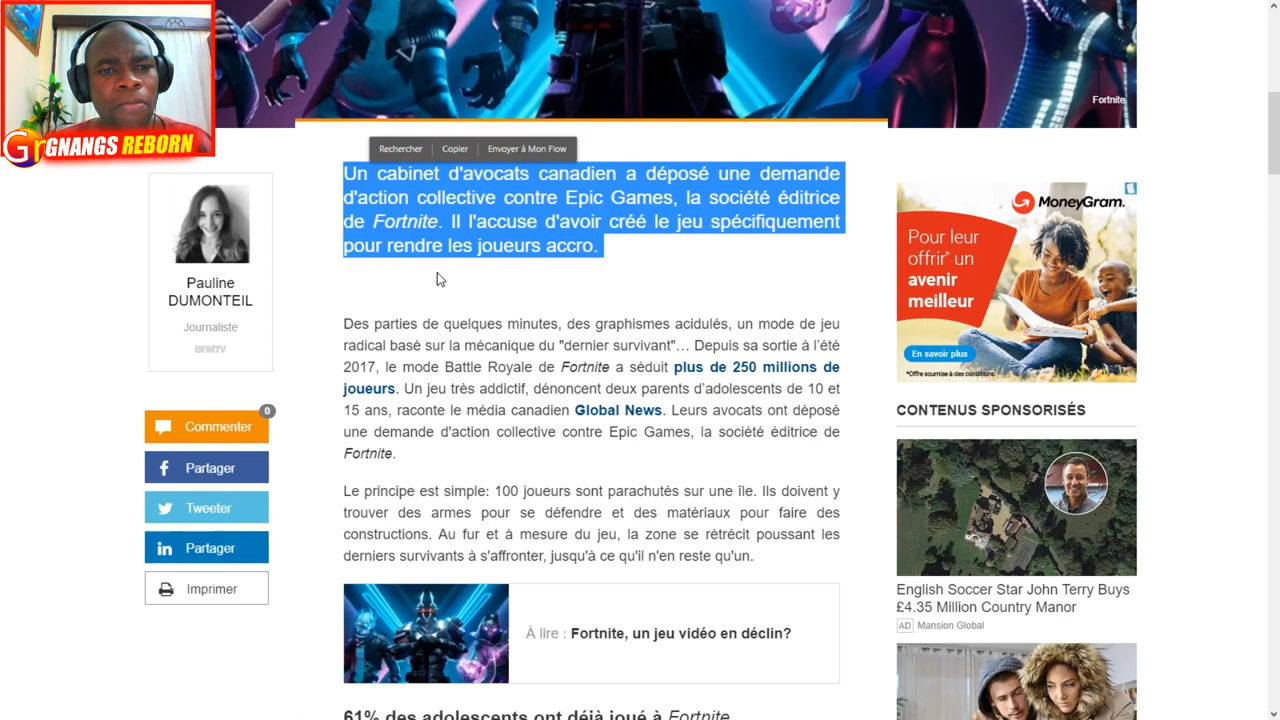 GNANGS REBORN
Fortnite
Rechercher
Copier
Envoyer à Mon Flow
Un cabinet d'avocats canadien a déposé une demande
d'action collective contre Epic Games, la société éditrice
de Fortnite. Il l'accuse d'avoir créé le jeu spécifiquement
pour rendre les joueurs accro.
Pauline
DUMONTEIL
Journaliste
BFMTV
0
Commenter
Partager
Tweeter
Partager
Imprimer
Des parties de quelques minutes, des graphismes acidulés, un mode de jeu
radical basé sur la mécanique du "dernier survivant"… Depuis sa sortie à l'été
2017, le mode Battle Royale de Fortnite a séduit plus de 250 millions de
joueurs. Un jeu très addictif, dénoncent deux parents d'adolescents de 10 et
15 ans, raconte le média canadien Global News. Leurs avocats ont déposé
une demande d'action collective contre Epic Games, la société éditrice de
Fortnite.
Le principe est simple: 100 joueurs sont parachutés sur une île. Ils doivent y
trouver des armes pour se défendre et des matériaux pour faire des
constructions. Au fur et à mesure du jeu, la zone se rétrécit poussant les
derniers survivants à s'affronter, jusqu'à ce qu'il n'en reste qu'un.
À lire : Fortnite, un jeu vidéo en déclin?
61% des adolescents ont déjà joué à Fortnite
MoneyGram.
Pour leur
offrir* un
avenir
meilleur
En savoir plus
*Offre soumise à des conditions.
CONTENUS SPONSORISÉS
English Soccer Star John Terry Buys
£4.35 Million Country Manor
AD Mansion Global